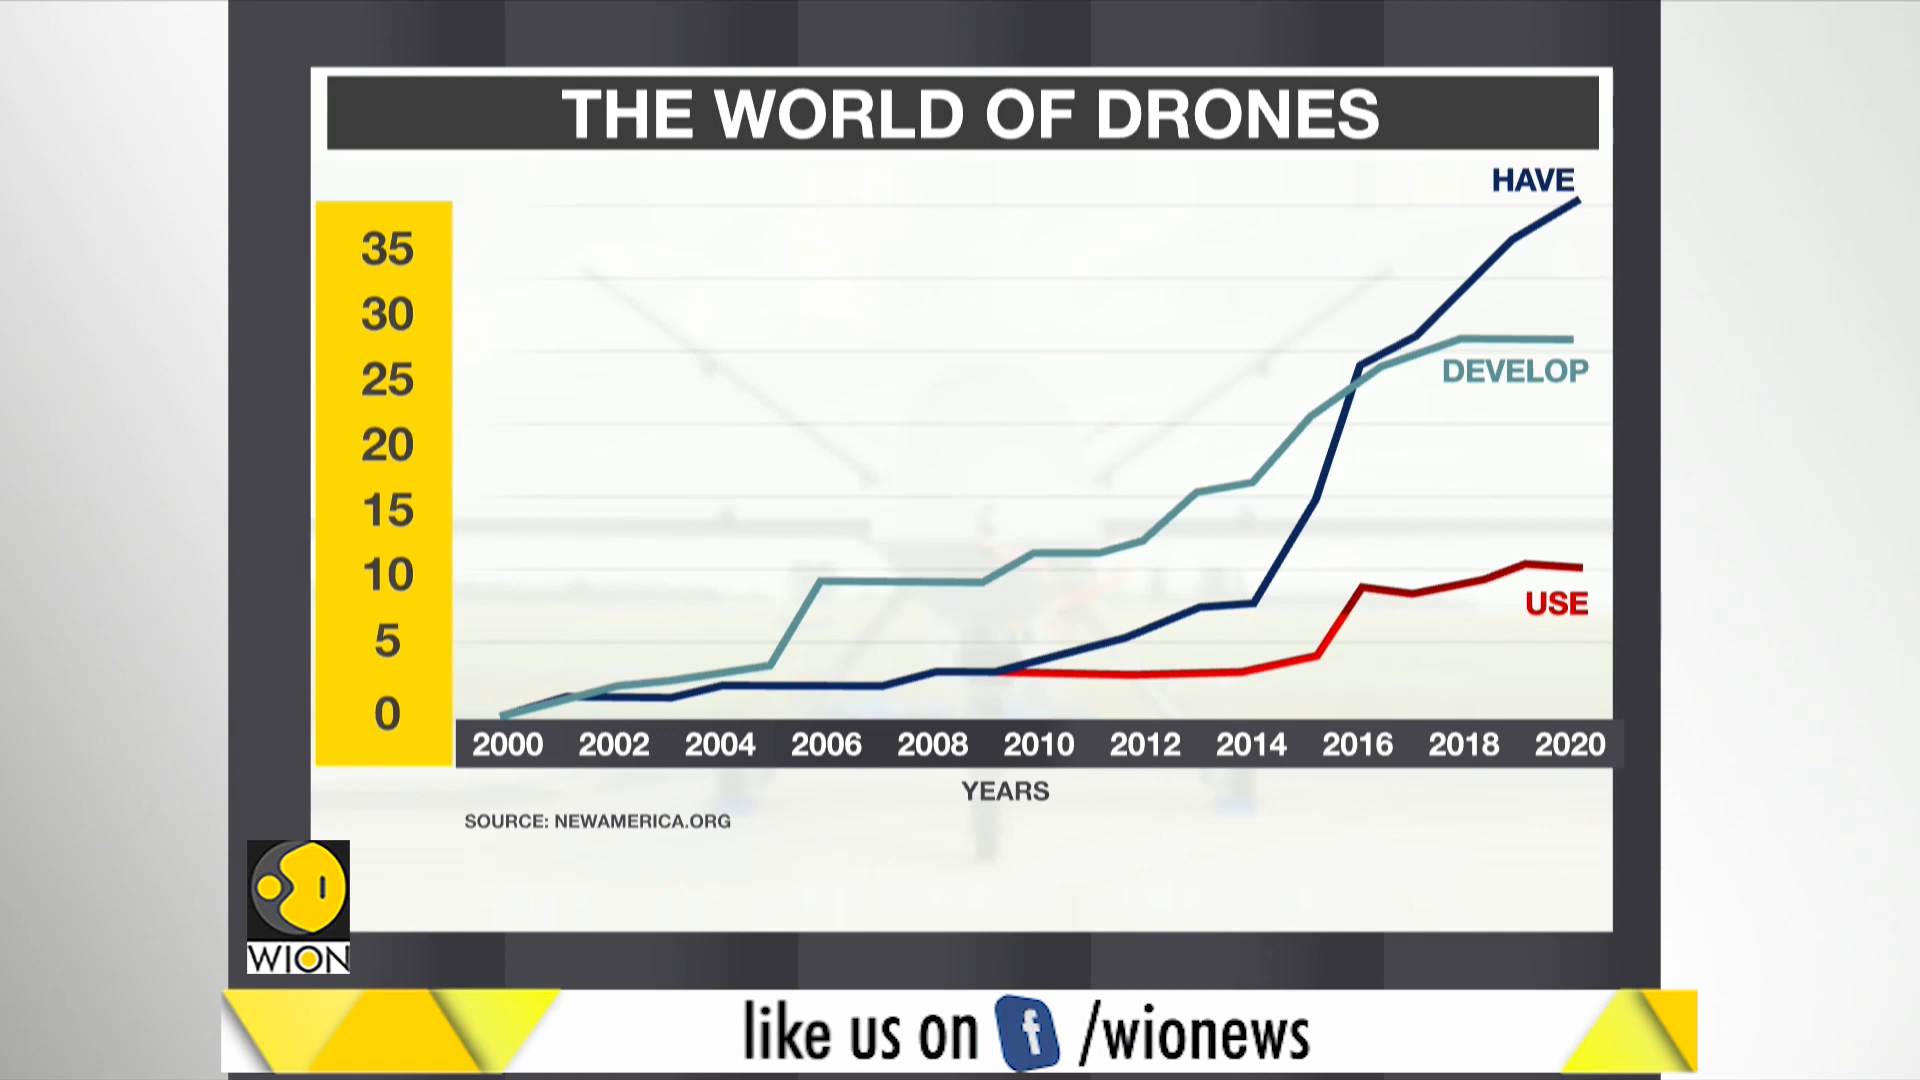 THE WORLD OF DRONES
HAVE
35
30
DEVELOP
25
20
15
10
USE
5
0
2000 2002 2004 2006 2008 2010 2012 2014 2016 2018 2020
YEARS
SOURCE: NEWAMERICA.ORG
WION
like us on f /wionews